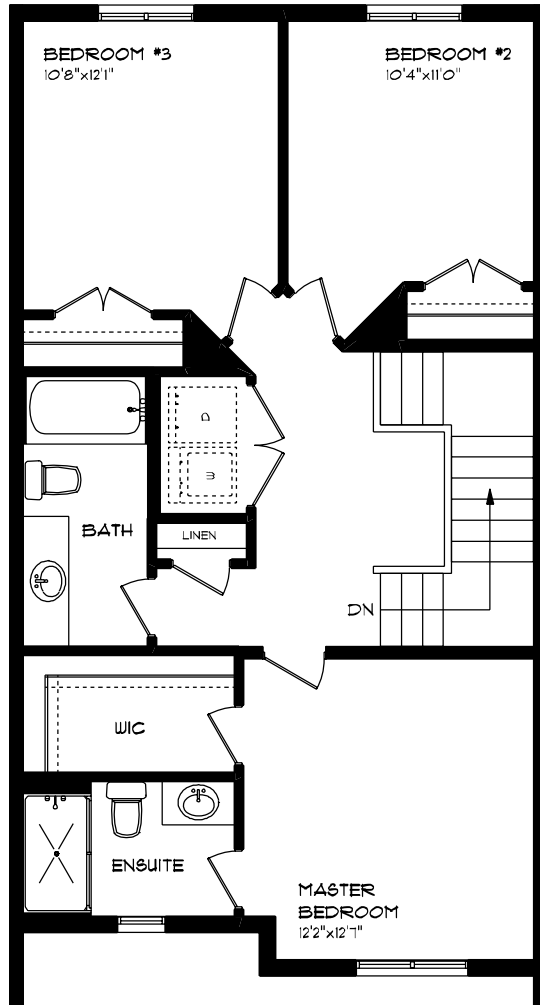 BEDROOM #3
10'8"x12'1"
BEDROOM #2
10'4"x11'0"
D
W
LINEN
BATH
DN
WIC
ENSUITE
MASTER
BEDROOM
12'2"x12'7"